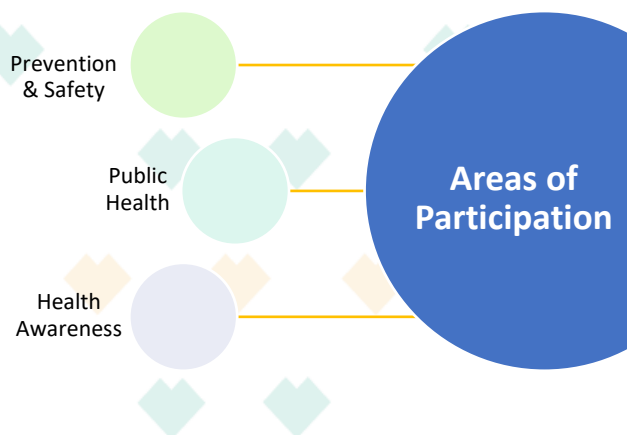 Prevention
& Safety
Public
Health
Health
Awareness
Areas of
Participation